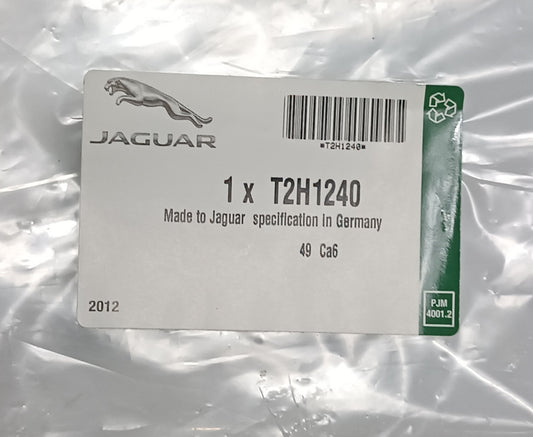 JAGUAR
*T2H1240*
1 x T2H1240
Made to Jaguar specification in Germany
49 Ca6
2012
PJM
4001.2